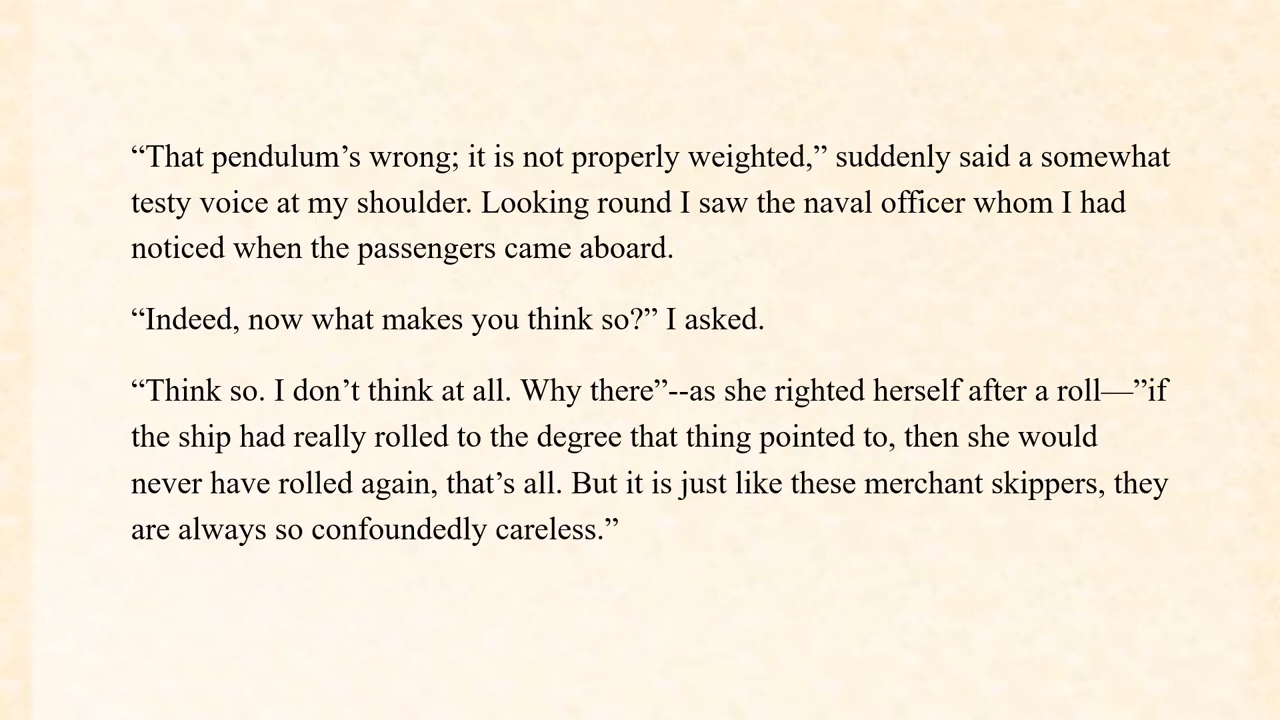 “That pendulum’s wrong; it is not properly weighted,” suddenly said a somewhat
testy voice at my shoulder. Looking round I saw the naval officer whom I had
noticed when the passengers came aboard.
“Indeed, now what makes you think so?” I asked.
“Think so. I don’t think at all. Why there”--as she righted herself after a roll—”if
the ship had really rolled to the degree that thing pointed to, then she would
never have rolled again, that’s all. But it is just like these merchant skippers, they
are always so confoundedly careless.”